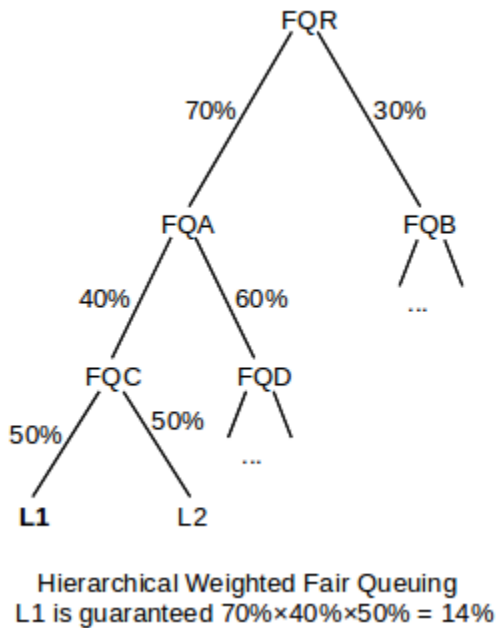 FQR
70%
30%
FQA
FQB
40%
60%
...
FQC
FQD
50%
50%
...
L1
L2
Hierarchical Weighted Fair Queuing
L1 is guaranteed 70%×40%×50% = 14%